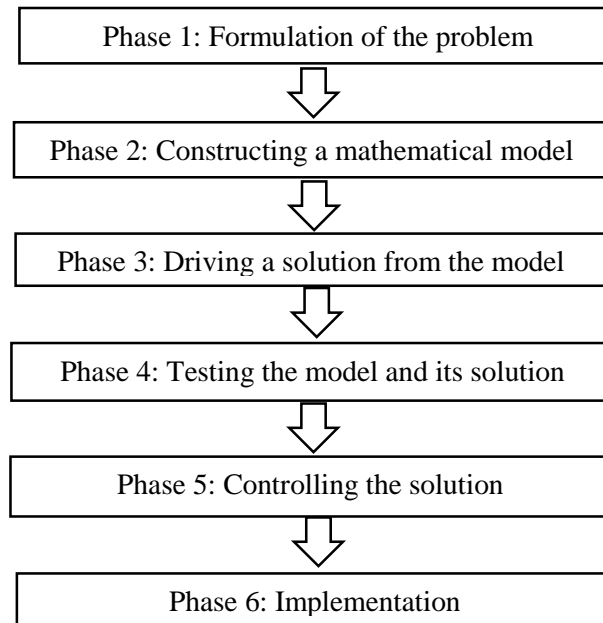 Phase 1: Formulation of the problem
Phase 2: Constructing a mathematical model
Phase 3: Driving a solution from the model
Phase 4: Testing the model and its solution
Phase 5: Controlling the solution
Phase 6: Implementation